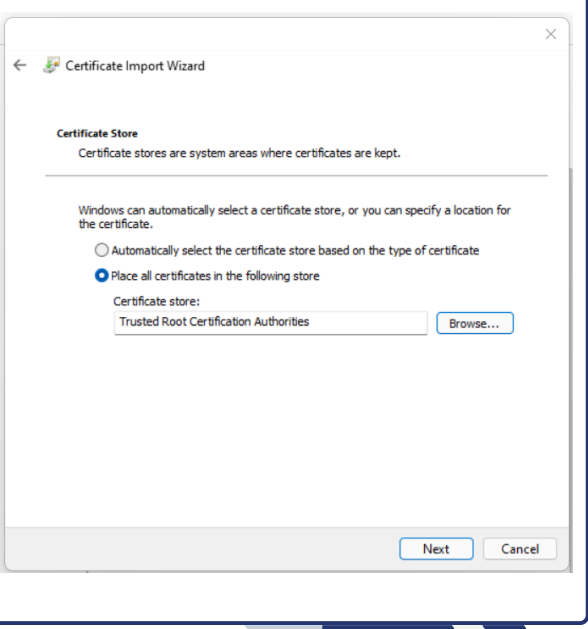 Certificate Import Wizard
Certificate Store
Certificate stores are system areas where certificates are kept.
Windows can automatically select a certificate store, or you can specify a location for
the certificate.
Automatically select the certificate store based on the type of certificate
Place all certificates in the following store
Certificate store:
Trusted Root Certification Authorities
Browse...
Next
Cancel